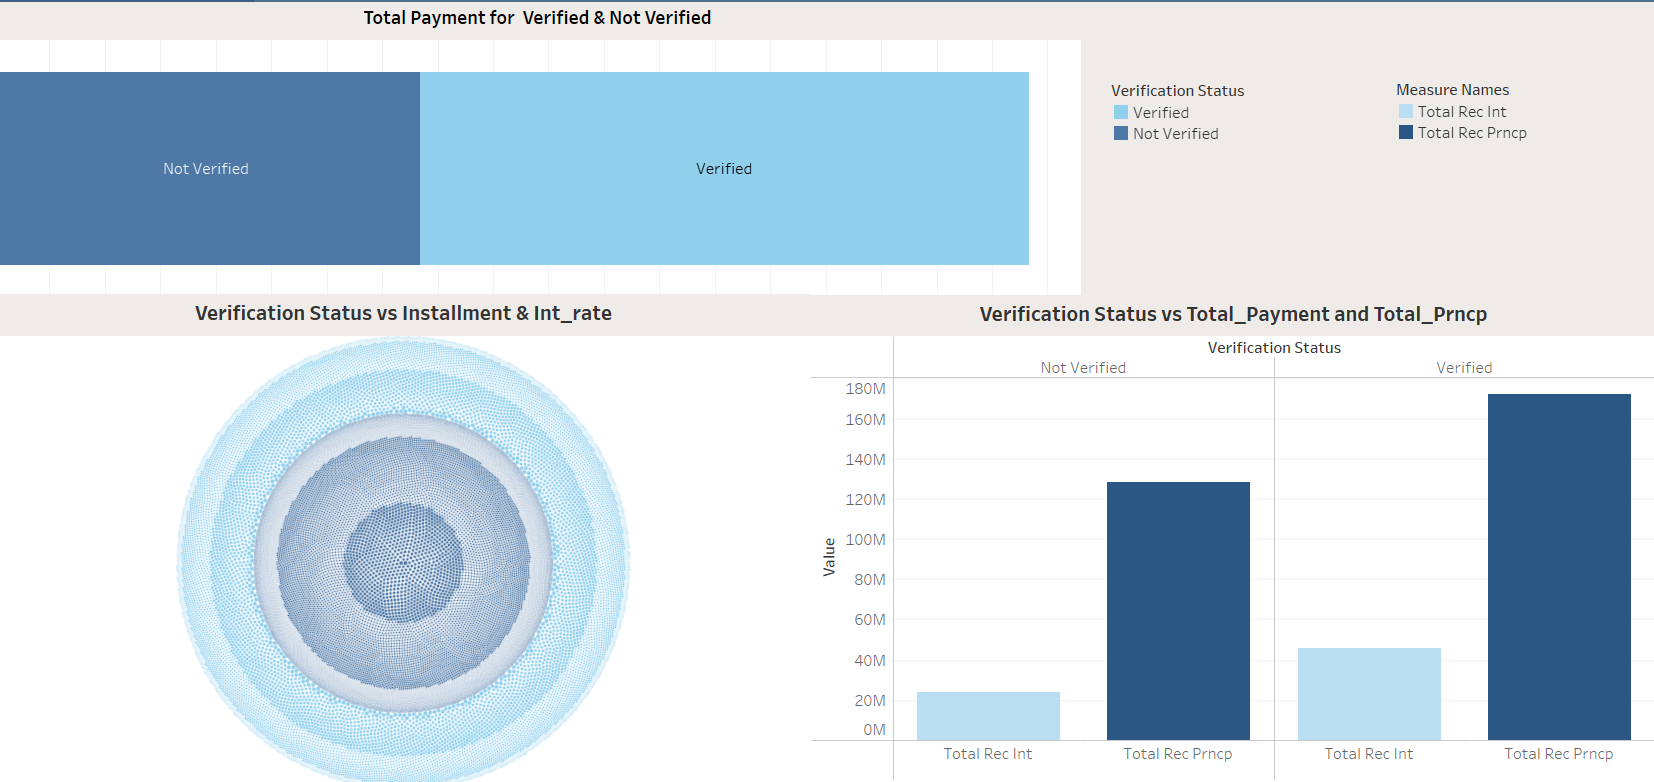 Total Payment for  Verified & Not Verified
Not Verified
Verified
Verification Status
Verified
Not Verified
Measure Names
Total Rec Int
Total Rec Prncp
Verification Status vs Installment & Int_rate
Verification Status vs Total_Payment and Total_Prncp
Verification Status
Not Verified
Verified
180M
160M
140M
120M
100M
80M
60M
40M
20M
0M
Value
Total Rec Int
Total Rec Prncp
Total Rec Int
Total Rec Prncp